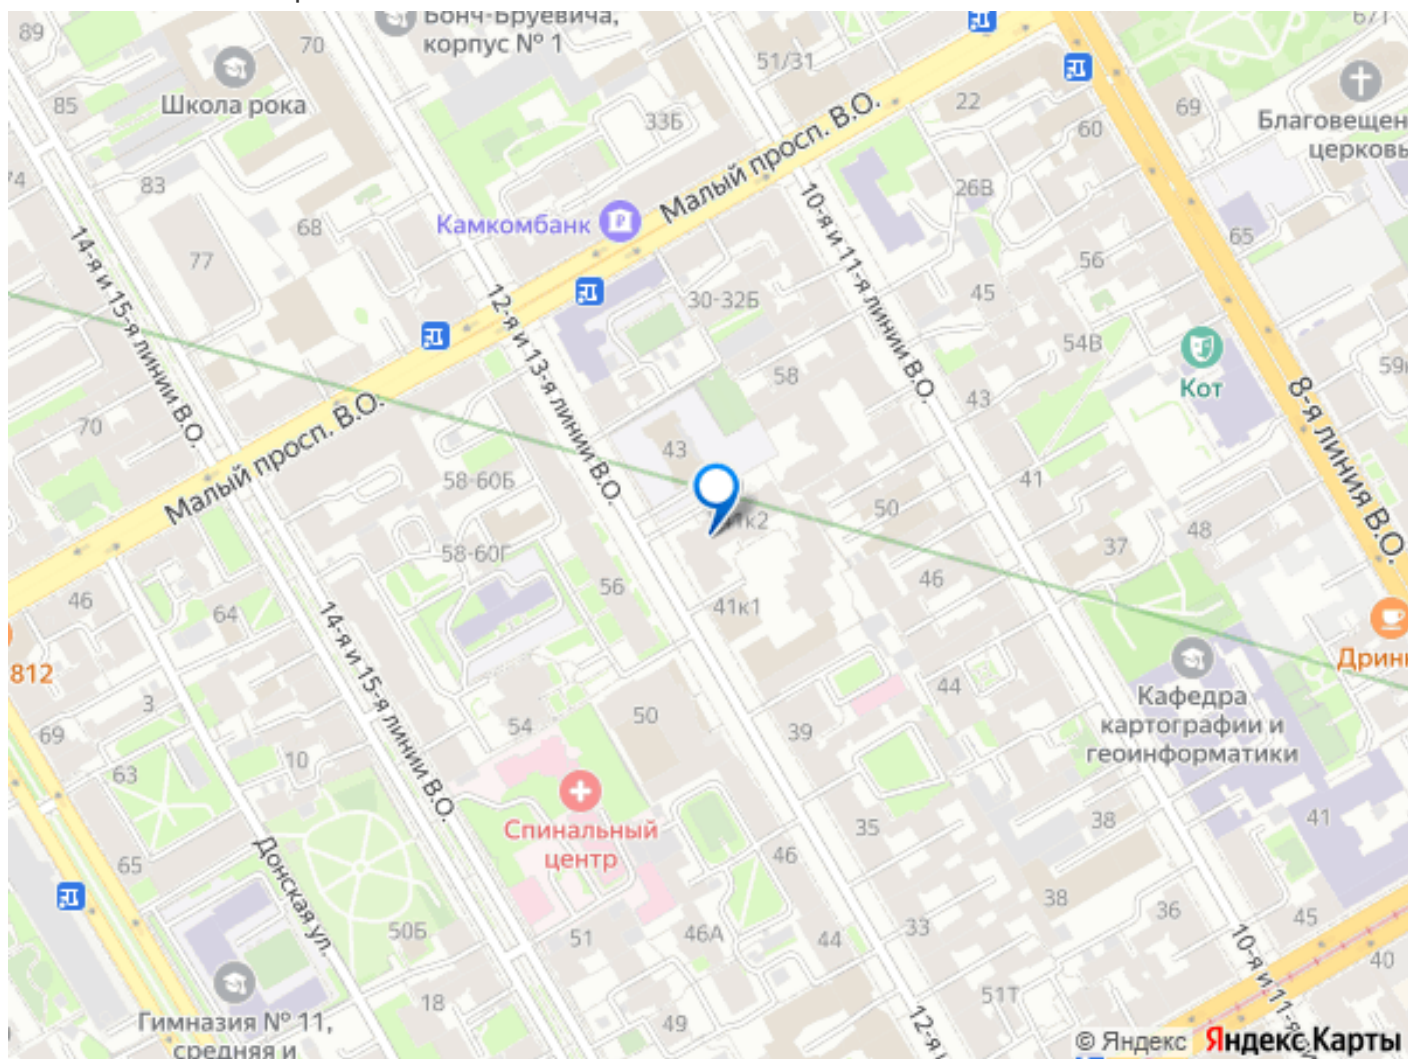 Бонч-Бруевича,
корпус № 1
89
70
51/31
67
Школа рока
85
33Б
22
60
69
Благовещен
церковь
Малый просп. В.О.
83
68
77
Камкомбанк
26В
65
56
14-я и 15-я линии В.О.
12-я и 13-я линии В.О.
10-я и 11-я линии В.О.
30-32Б
45
54В
58
Кот
59
43
8-я линия В.О.
Малый просп. В.О.
70
43
58-60Б
41
50
41к2
48
58-60Г
37
56
46
46
64
41к1
14-я и 15-я линии В.О.
812
Дринк
3
44
Кафедра
картографии и
геоинформатики
69
54
50
39
63
10
Спинальный
центр
35
38
41
Донская ул.
65
46
38
36
50Б
51
46А
44
33
45
10-я и 11-я
40
18
51Т
12-я
Гимназия № 11,
средняя и
49
© Яндекс Яндекс Карты